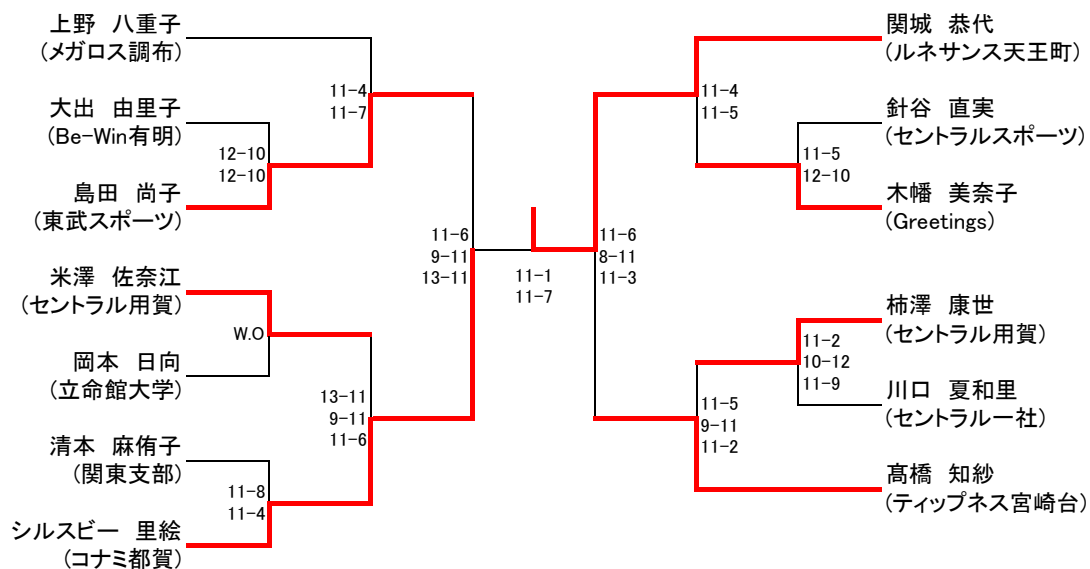 上野　八重子
(メガロス調布)
大出　由里子
(Be-Win有明)
島田　尚子
(東武スポーツ)
米澤　佐奈江
(セントラル用賀)
岡本　日向
(立命館大学)
清本　麻侑子
(関東支部)
シルスビー　里絵
(コナミ都賀)
11-4
11-7
12-10
12-10
W.O
13-11
9-11
11-6
11-8
11-4
11-6
9-11
13-11
11-1
11-7
11-6
8-11
11-3
11-4
11-5
11-5
12-10
11-2
10-12
11-9
11-5
9-11
11-2
関城　恭代
(ルネサンス天王町)
針谷　直実
(セントラルスポーツ)
木幡　美奈子
(Greetings)
柿澤　康世
(セントラル用賀)
川口　夏和里
(セントラル一社)
髙橋　知紗
(ティップネス宮崎台)